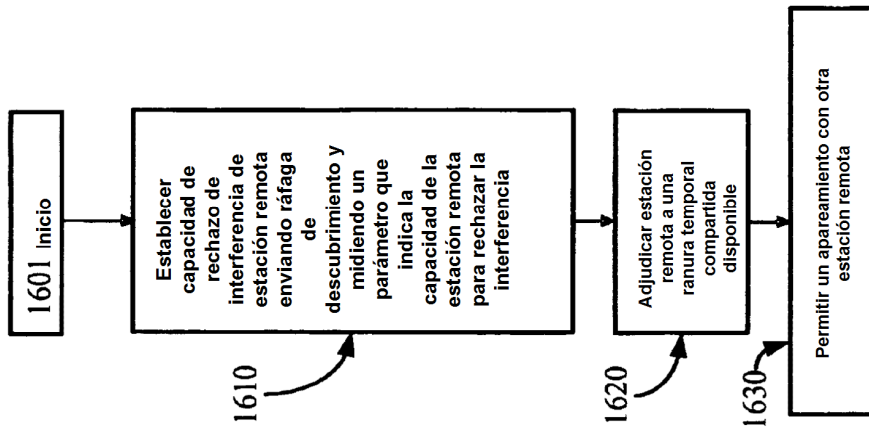 1601 Inicio
Establecer
capacidad de
rechazo de
interferencia de
estación remota
enviando ráfaga
de
descubrimiento y
midiendo un
parámetro que
indica la
capacidad de la
estación remota
para rechazar la
interferencia
1610
Adjudicar estación
remota a una
ranura temporal
compartida
disponible
1620
Permitir un apareamiento con otra
estación remota
1630